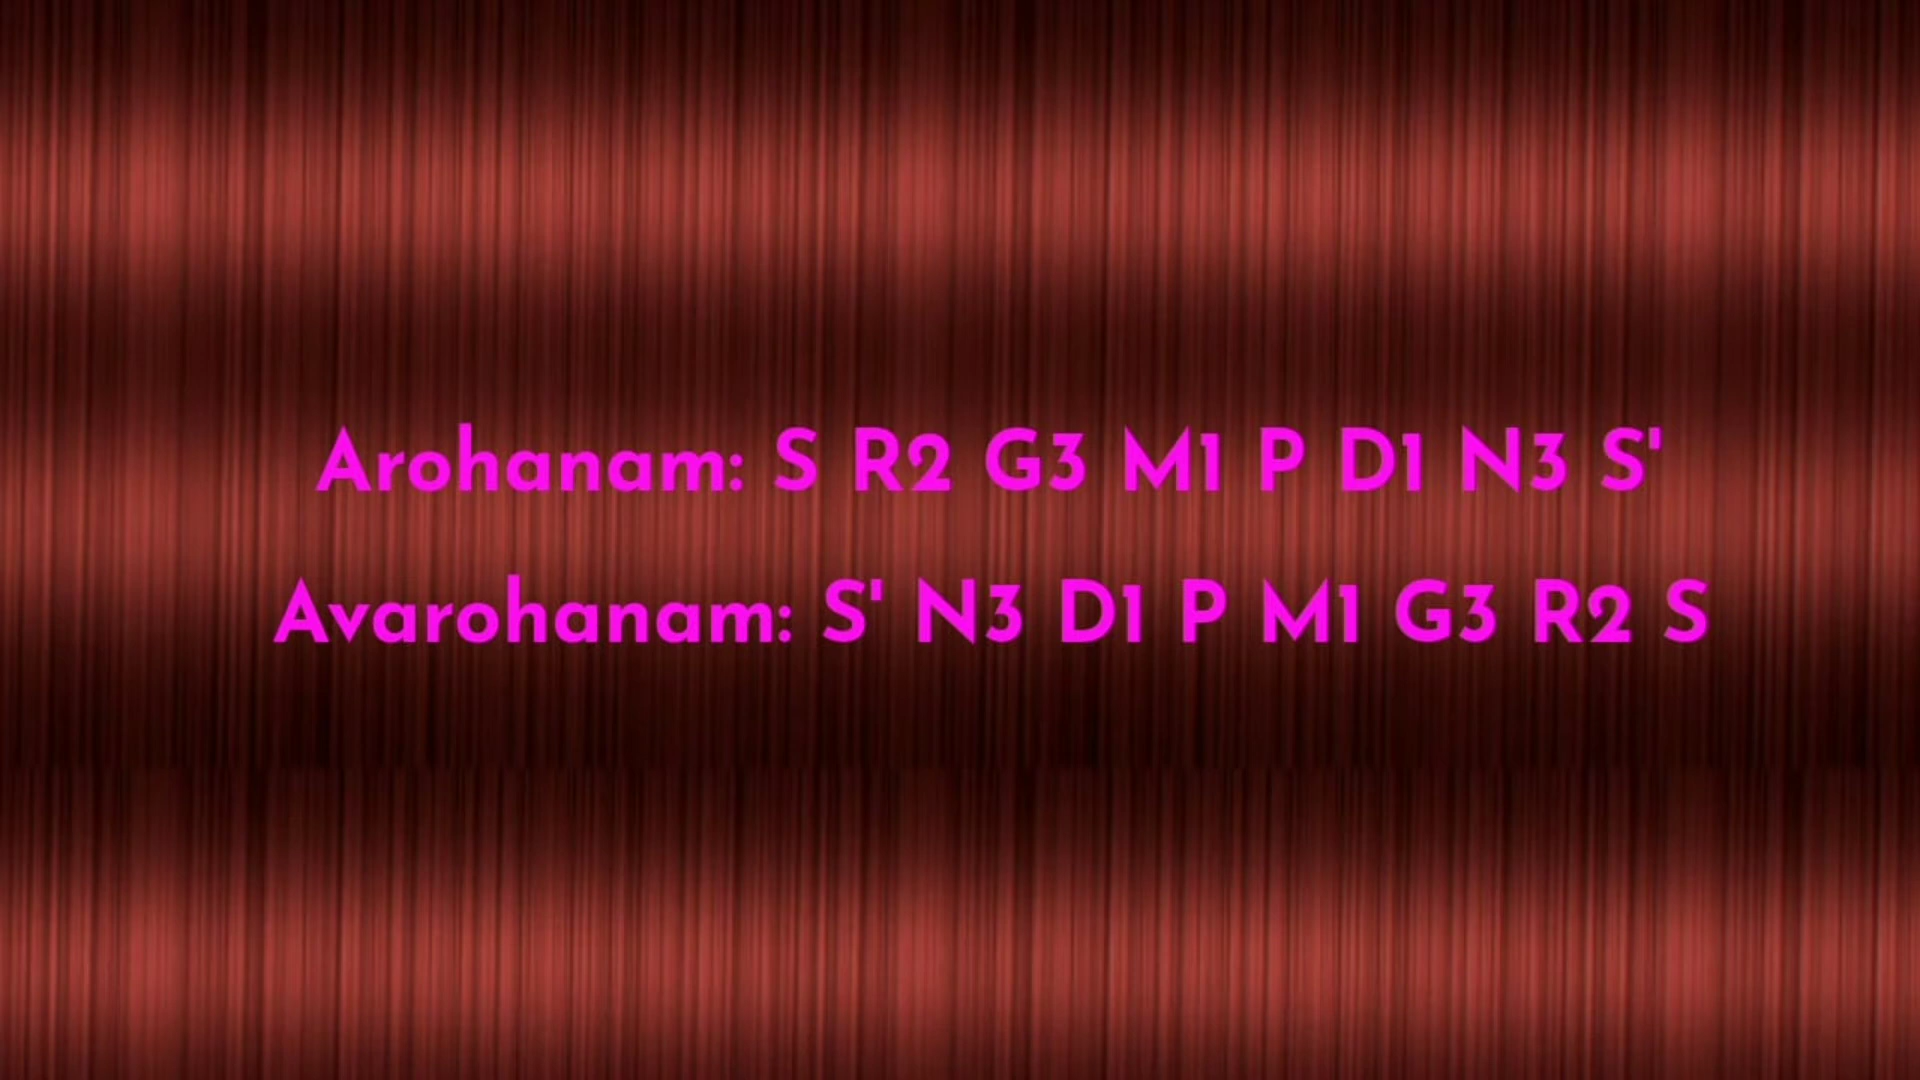 Arohanam: S R2 G3 M1 P D1 N3 S'
Avarohanam: S' N3 D1 P M1 G3 R2 S